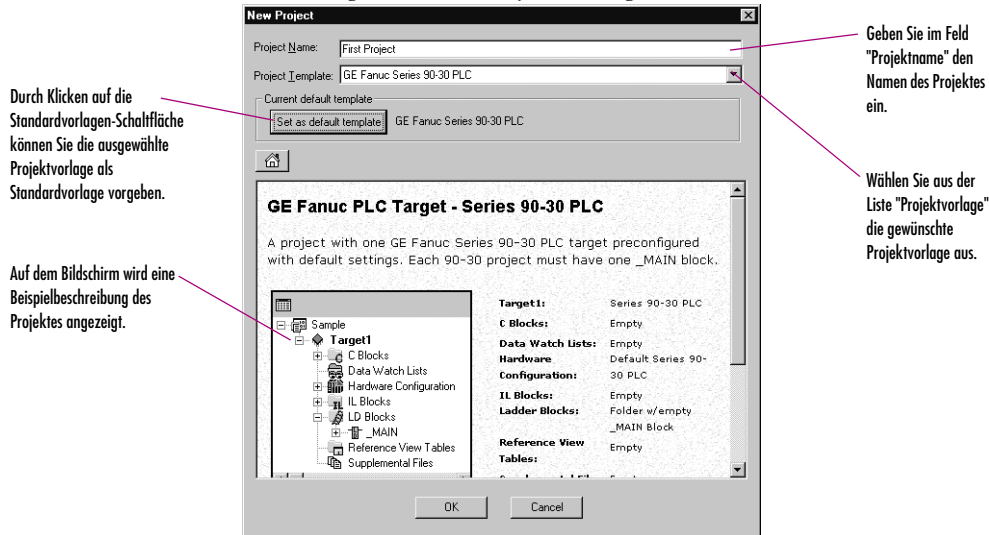 New Project
Project Name: First Project
Project Template: GE Fanuc Series 90-30 PLC
Current default template
Set as default template GE Fanuc Series 90-30 PLC
GE Fanuc PLC Target - Series 90-30 PLC
A project with one GE Fanuc Series 90-30 PLC target preconfigured
with default settings. Each 90-30 project must have one _MAIN block.
Sample
Target1
C Blocks
Data Watch Lists
Hardware Configuration
IL Blocks
LD Blocks
_MAIN
Reference View Tables
Supplemental Files
Target1: Series 90-30 PLC
C Blocks: Empty
Data Watch Lists: Empty
Hardware Default Series 90-
Configuration: 30 PLC
IL Blocks: Empty
Ladder Blocks: Folder w/empty
_MAIN Block
Reference View Empty
Tables:
OK Cancel
Durch Klicken auf die
Standardvorlagen-Schaltfläche
können Sie die ausgewählte
Projektvorlage als
Standardvorlage vorgeben.
Auf dem Bildschirm wird eine
Beispielbeschreibung des
Projektes angezeigt.
Geben Sie im Feld
"Projektname" den
Namen des Projektes
ein.
Wählen Sie aus der
Liste "Projektvorlage"
die gewünschte
Projektvorlage aus.